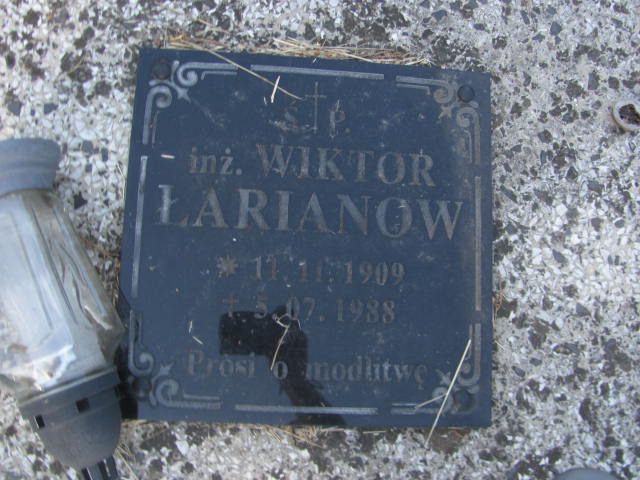 Ś. P.
inż. WIKTOR
ŁARIANOW
* 11. 11. 1909
† 5. 07. 1988
Prosi o modlitwę